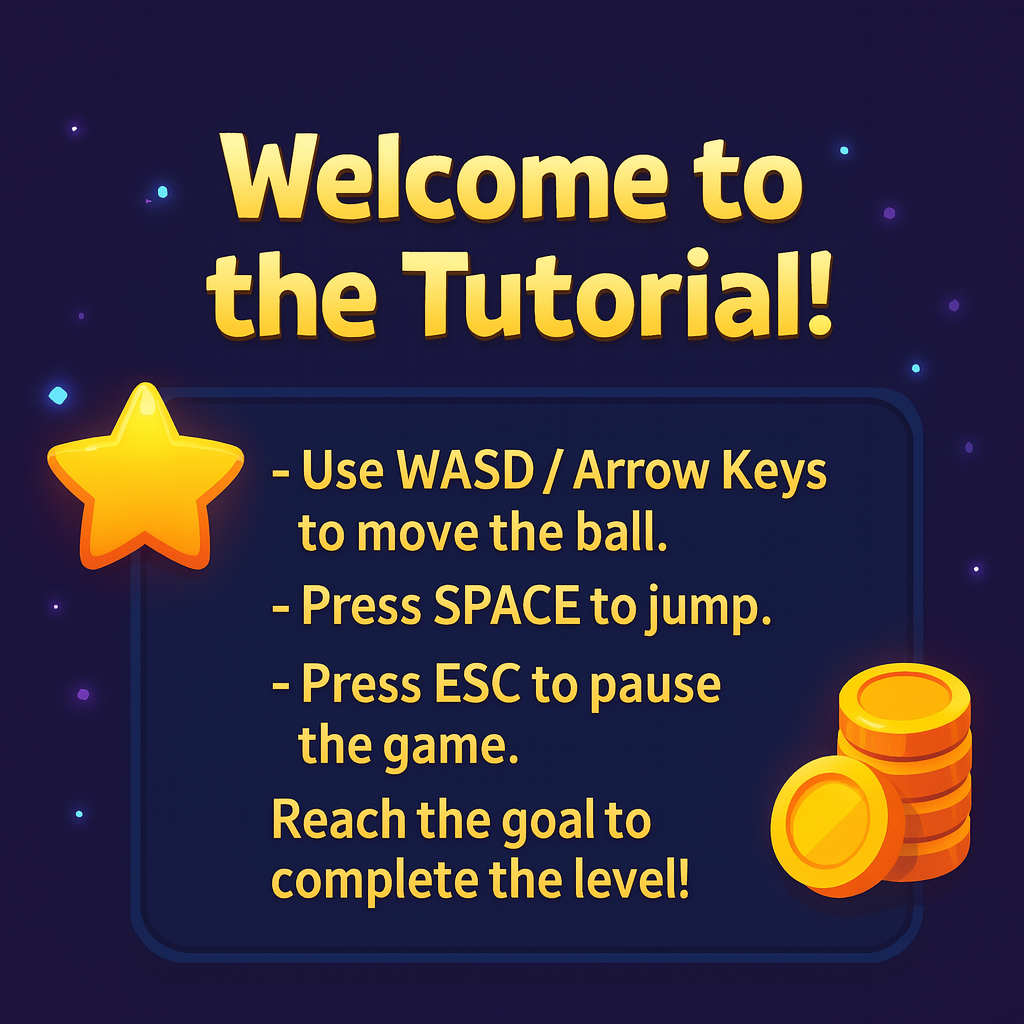 Welcome to
the Tutorial!
- Use WASD / Arrow Keys
to move the ball.
- Press SPACE to jump.
- Press ESC to pause
the game.
Reach the goal to
complete the level!